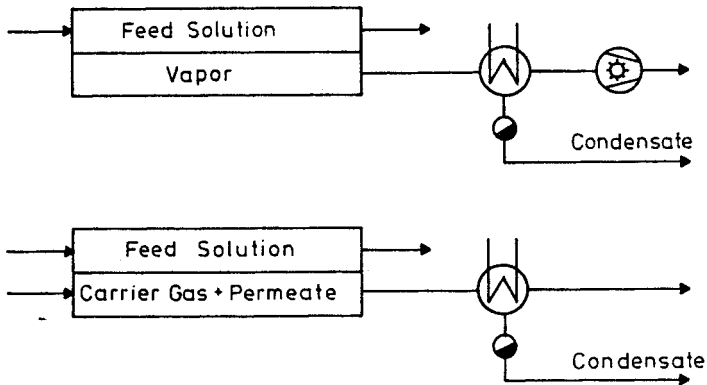 Feed Solution
Vapor
Condensate
Feed Solution
Carrier Gas + Permeate
Condensate